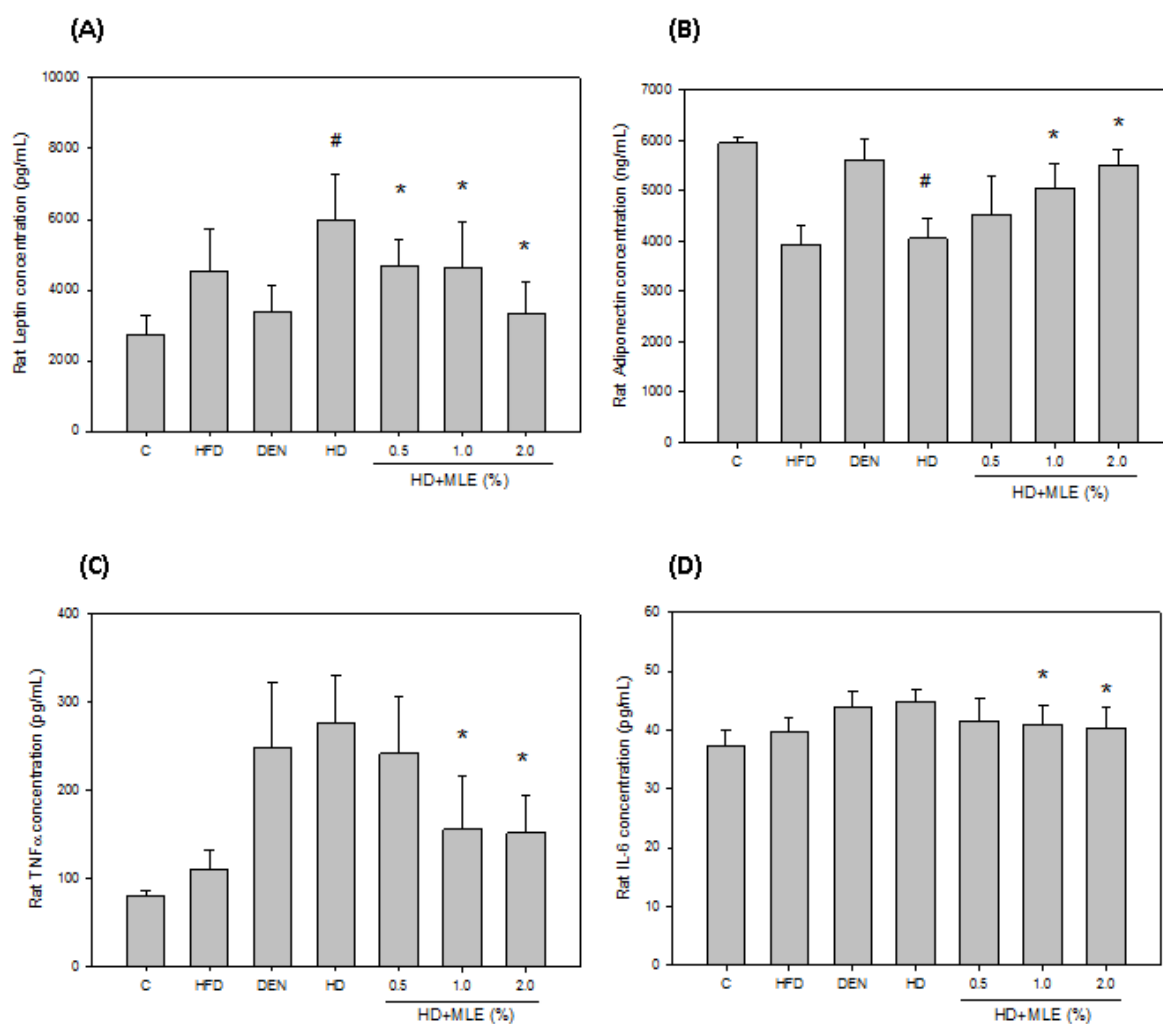 (A)
Rat Leptin concentration (pg/mL)
10000
8000
6000
4000
2000
0
#
*
*
*
C HFD DEN HD 0.5 1.0 2.0
HD+MLE (%)
(B)
Rat Adiponectin concentration (ng/mL)
7000
6000
5000
4000
3000
2000
1000
0
#
*
*
C HFD DEN HD 0.5 1.0 2.0
HD+MLE (%)
(C)
Rat TNFα concentration (pg/mL)
400
300
200
100
0
*
*
C HFD DEN HD 0.5 1.0 2.0
HD+MLE (%)
(D)
Rat IL-6 concentration (pg/mL)
60
50
40
30
20
10
0
*
*
C HFD DEN HD 0.5 1.0 2.0
HD+MLE (%)